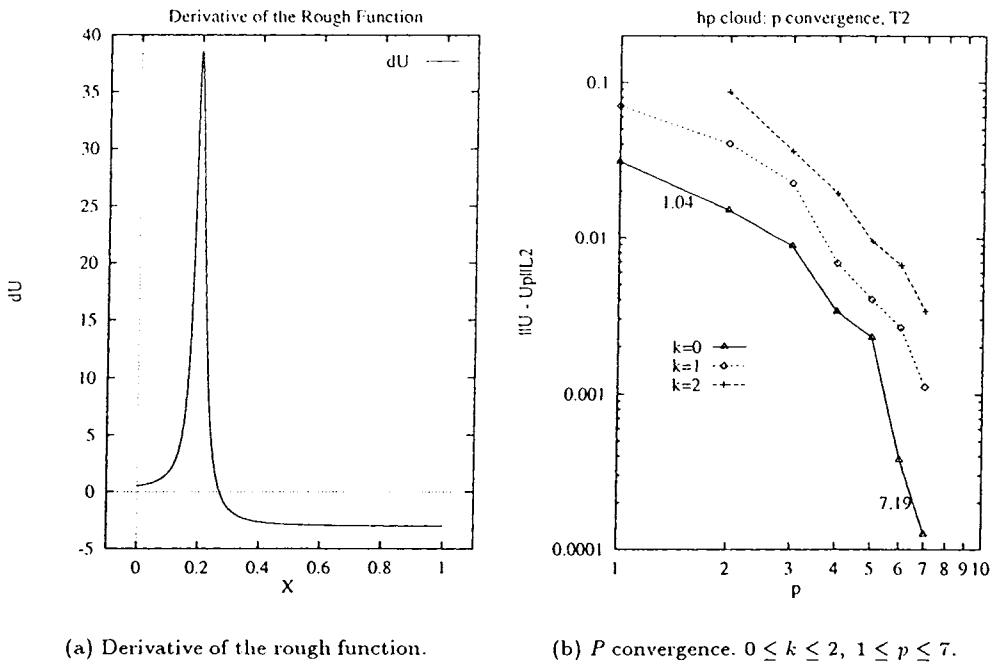 Derivative of the Rough Function
dU
40
35
30
25
20
15
10
5
0
-5
0
0.2
0.4
0.6
0.8
1
X
dU
hp cloud: p convergence, T2
0.1
0.01
0.001
0.0001
||U - Up||L2
1.04
7.19
k=0
k=1
k=2
1 2 3 4 5 6 7 8 9 10
p
(a) Derivative of the rough function.
(b) P convergence. 0 ≤ k ≤ 2, 1 ≤ p ≤ 7.